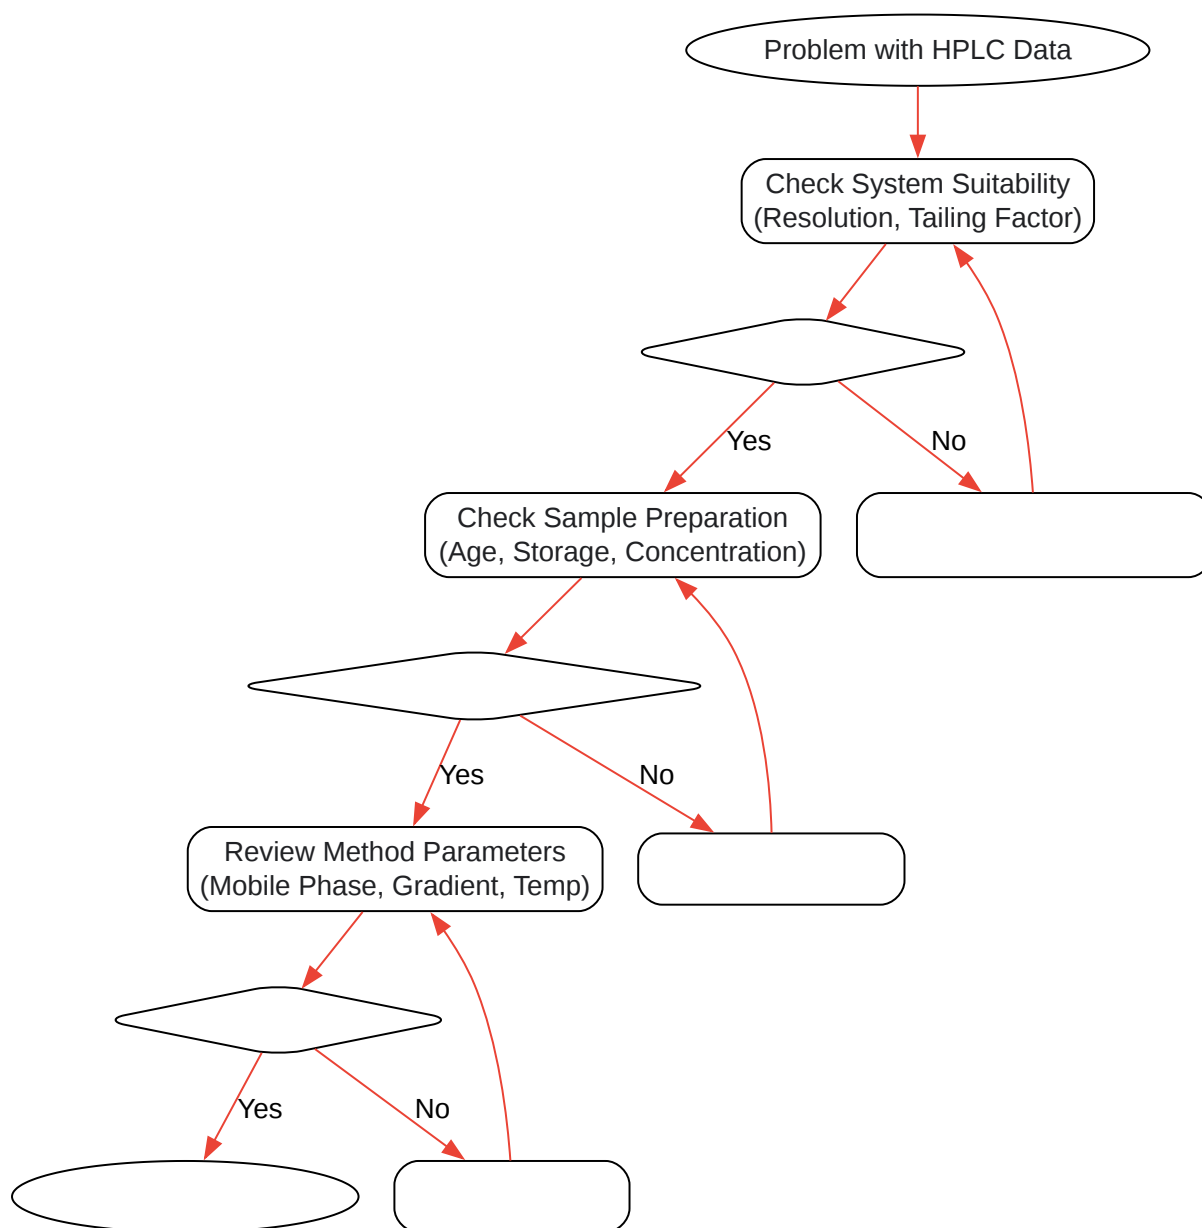 Problem with HPLC Data
Check System Suitability
(Resolution, Tailing Factor)
Yes
No
Check Sample Preparation
(Age, Storage, Concentration)
Yes
No
Review Method Parameters
(Mobile Phase, Gradient, Temp)
Yes
No